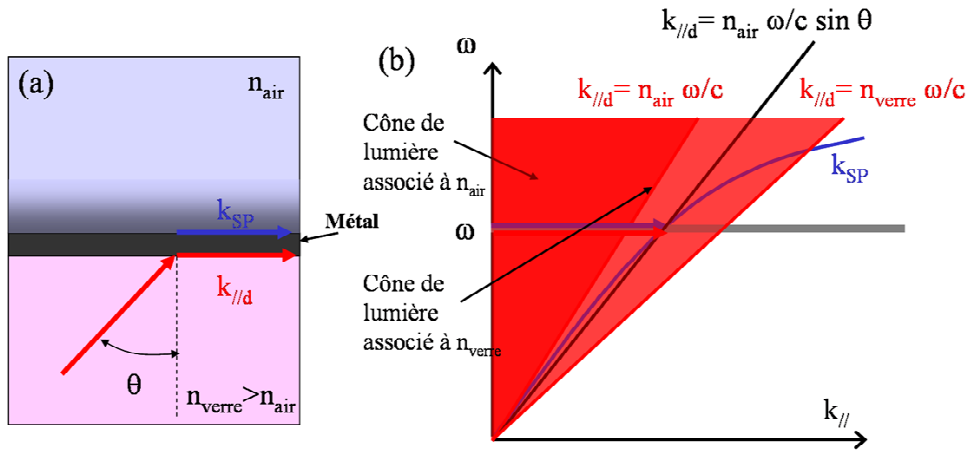 (a)
n_air
k_SP
Métal
k_//d
θ
n_verre>n_air
(b)
ω
k_//d= n_air ω/c sin θ
k_//d= n_air ω/c
k_//d= n_verre ω/c
Cône de
lumière
associé à n_air
k_SP
ω
Cône de
lumière
associé à n_verre
k_//